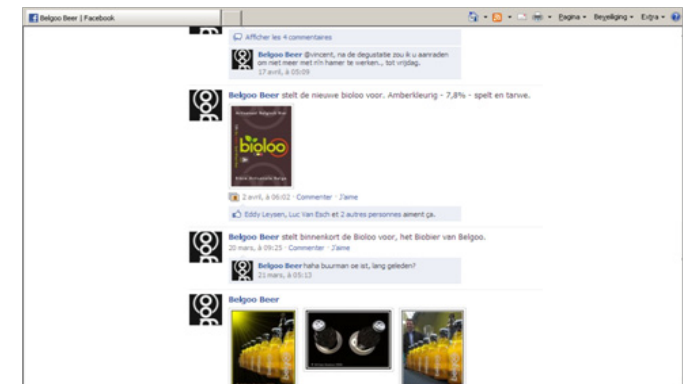 Belgoo Beer | Facebook
Pagina
Beveiliging
Extra
Afficher les 4 commentaires
Belgoo Beer @vincent, na de degustatie zou ik u aanraden
om niet meer met n'n hamer te werken., tot vrijdag.
17 avril, à 05:09
Belgoo Beer stelt de nieuwe bioloo voor. Amberkleurig - 7,8% - spelt en tarwe.
bioloo
2 avril, à 06:02 · Commenter · J'aime
Eddy Leysen, Luc Van Esch et 2 autres personnes aiment ça.
Belgoo Beer stelt binnenkort de Bioloo voor, het Biobier van Belgoo.
20 mars, à 09:25 · Commenter · J'aime
Belgoo Beer haha buurman oe ist, lang geleden?
21 mars, à 05:13
Belgoo Beer